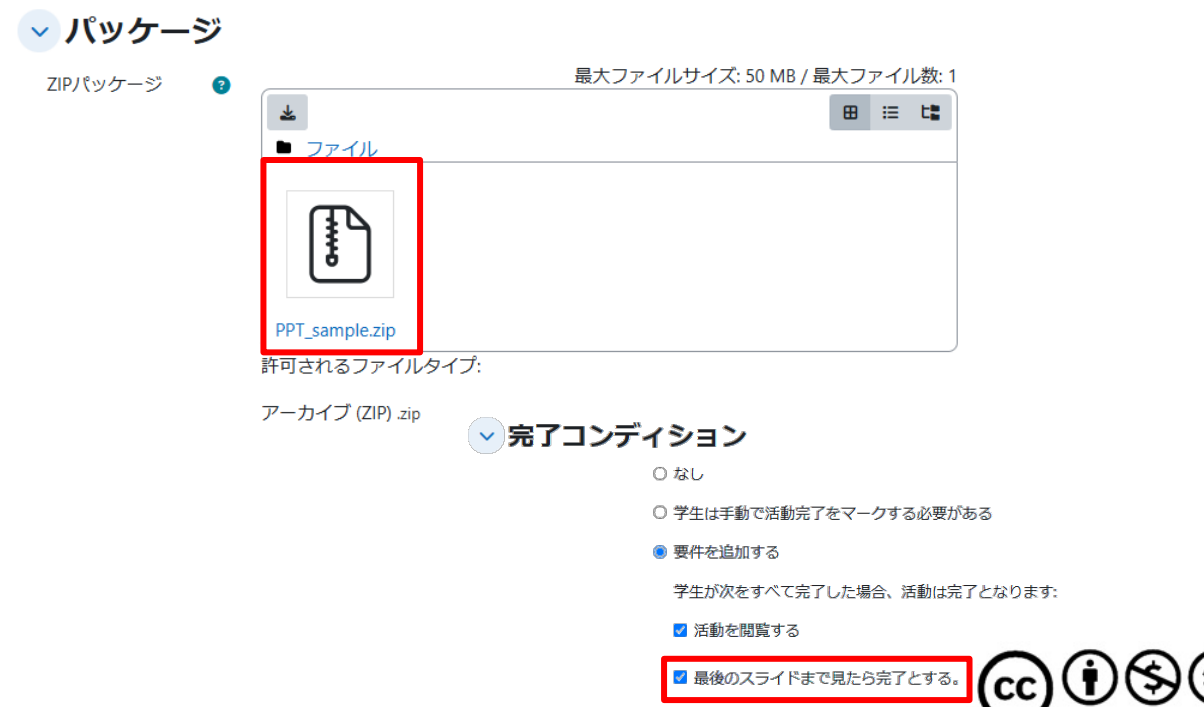 パッケージ
ZIPパッケージ
最大ファイルサイズ: 50 MB / 最大ファイル数: 1
ファイル
PPT_sample.zip
許可されるファイルタイプ:
アーカイブ (ZIP) .zip
完了コンディション
なし
学生は手動で活動完了をマークする必要がある
要件を追加する
学生が次をすべて完了した場合、活動は完了となります:
活動を閲覧する
最後のスライドまで見たら完了とする。
cc